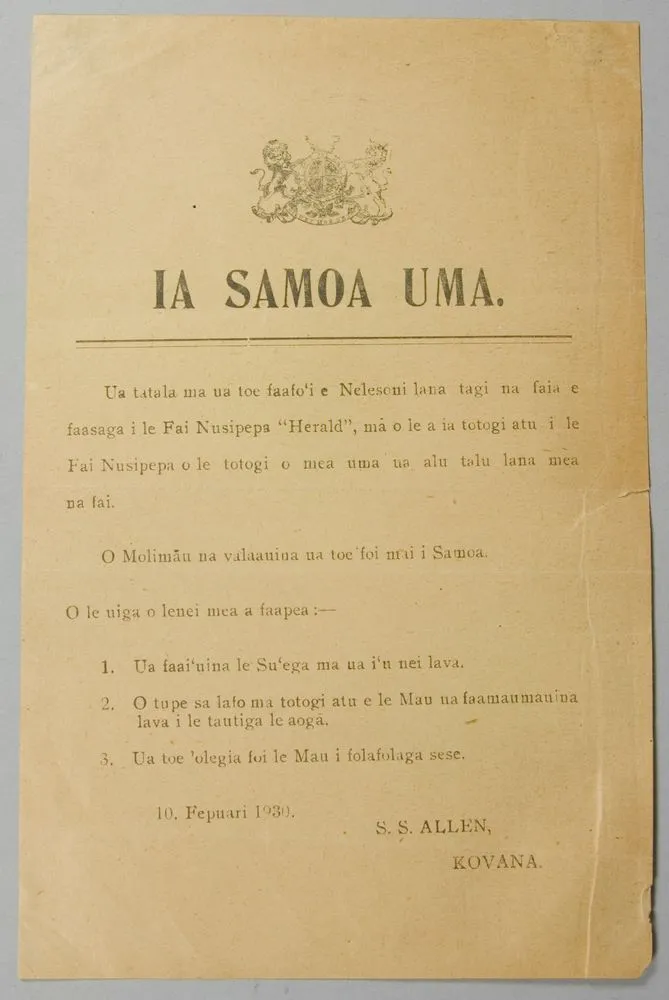 IA SAMOA UMA.
Ua tatala ma ua toe faafo'i e Nelesoni lana tagi na faia e
faasaga i le Fai Nusipepa "Herald", mā o le a ia totogi atu i le
Fai Nusipepa o le totogi o mea uma ua alu talu lana mea
na fai.
O Molimāu na valaauina ua toe foi mai i Samoa.
O le uiga o lenei mea a faapea :—
1. Ua faai'uina le Su'ega ma ua i'u nei lava.
2. O tupe sa lafo ma totogi atu e le Mau ua faamaumauina
lava i le tautiga le aogā.
3. Ua toe 'olegia foi le Mau i folafolaga sese.
10. Fepuari 1930.
S. S. ALLEN,
KOVANA.